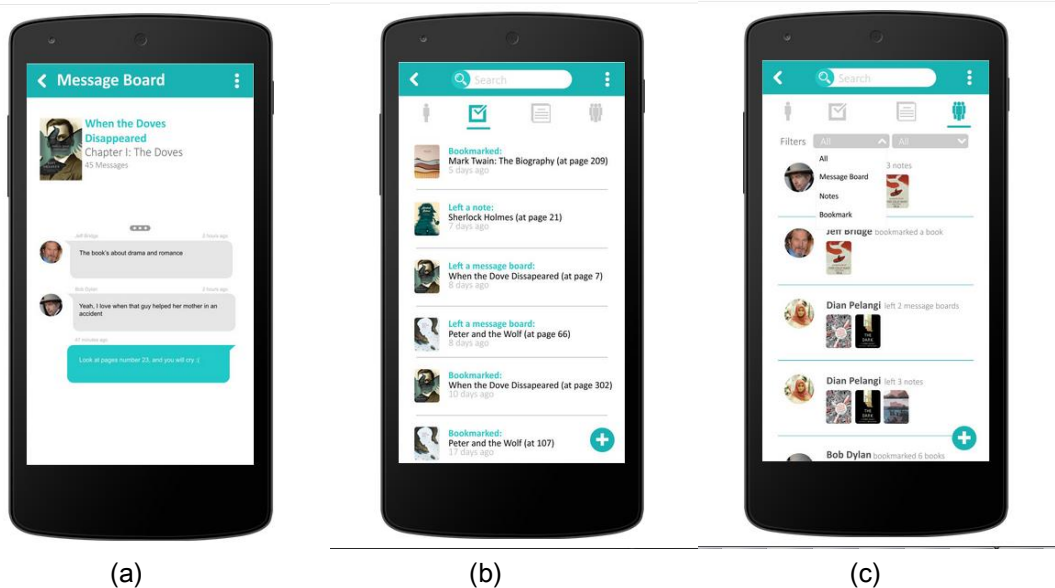 Message Board
When the Doves
Disappeared
Chapter I: The Doves
45 Messages
Jeff Bridge 2 hours ago
The book's about drama and romance
Bob Dylan 2 hours ago
Yeah, I love when that guy helped her mother in an
accident
41 minutes ago
Look at pages number 23, and you will cry :(
(a)
Search
Bookmarked:
Mark Twain: The Biography (at page 209)
5 days ago
Left a note:
Sherlock Holmes (at page 21)
7 days ago
Left a message board:
When the Dove Dissapeared (at page 7)
8 days ago
Left a message board:
Peter and the Wolf (at page 66)
8 days ago
Bookmarked:
When the Dove Dissapeared (at page 302)
10 days ago
Bookmarked:
Peter and the Wolf (at 107)
17 days ago
(b)
Search
Filters All All
All
Message Board
Notes
Bookmark
3 notes
Jeff Bridge bookmarked a book
Dian Pelangi left 2 message boards
THE
DARK
Dian Pelangi left 3 notes
THE
DARK
Bob Dylan bookmarked 6 books
(c)